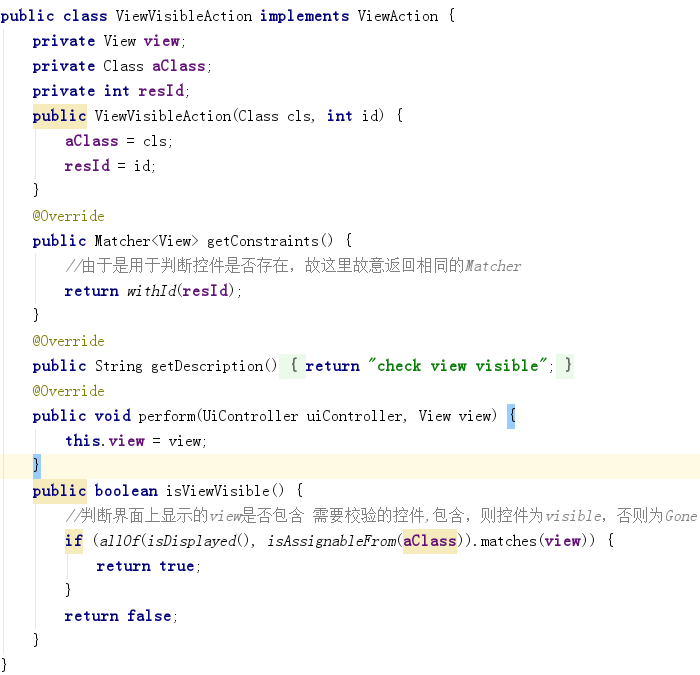 public class ViewVisibleAction implements ViewAction {
    private View view;
    private Class aClass;
    private int resId;
    public ViewVisibleAction(Class cls, int id) {
        aClass = cls;
        resId = id;
    }
    @Override
    public Matcher<View> getConstraints() {
        //由于是用于判断控件是否存在，故这里故意返回相同的Matcher
        return withId(resId);
    }
    @Override
    public String getDescription() { return "check view visible"; }
    @Override
    public void perform(UiController uiController, View view) {
        this.view = view;
    }
    public boolean isViewVisible() {
        //判断界面上显示的view是否包含 需要校验的控件,包含，则控件为visible，否则为Gone
        if (allOf(isDisplayed(), isAssignableFrom(aClass)).matches(view)) {
            return true;
        }
        return false;
    }
}